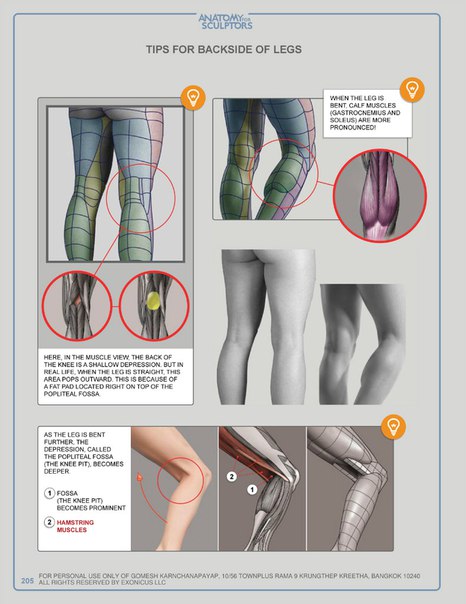 ANATOMY FOR
SCULPTORS
TIPS FOR BACKSIDE OF LEGS
WHEN THE LEG IS
BENT, CALF MUSCLES
(GASTROCNEMIUS AND
SOLEUS) ARE MORE
PRONOUNCED!
HERE, IN THE MUSCLE VIEW, THE BACK OF
THE KNEE IS A SHALLOW DEPRESSION. BUT IN
REAL LIFE, WHEN THE LEG IS STRAIGHT, THIS
AREA POPS OUTWARD. THIS IS BECAUSE OF
A FAT PAD LOCATED RIGHT ON TOP OF THE
POPLITEAL FOSSA.
AS THE LEG IS BENT
FURTHER, THE
DEPRESSION, CALLED
THE POPLITEAL FOSSA
(THE KNEE PIT), BECOMES
DEEPER.
1 FOSSA
(THE KNEE PIT)
BECOMES PROMINENT
2 HAMSTRING
MUSCLES
2
1
205 FOR PERSONAL USE ONLY OF GOMESH KARNCHANAPAYAP, 10/56 TOWNPLUS RAMA 9 KRUNGTHEP KREETHA, BANGKOK 10240
ALL RIGHTS RESERVED BY EXONICUS LLC